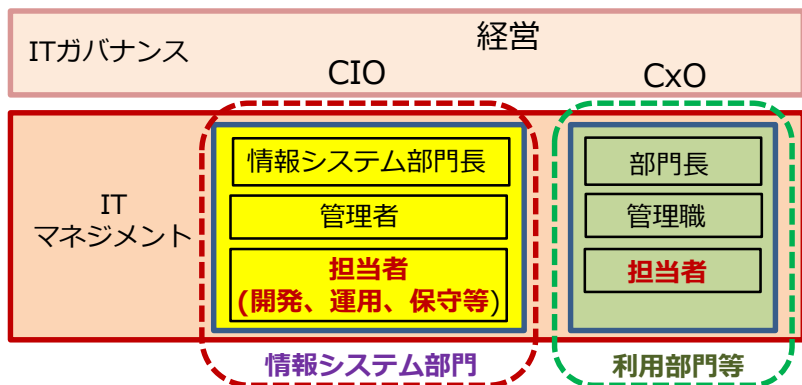 ITガバナンス
経営
CIO
CxO
IT
マネジメント
情報システム部門長
管理者
担当者
(開発、運用、保守等)
部門長
管理職
担当者
情報システム部門
利用部門等